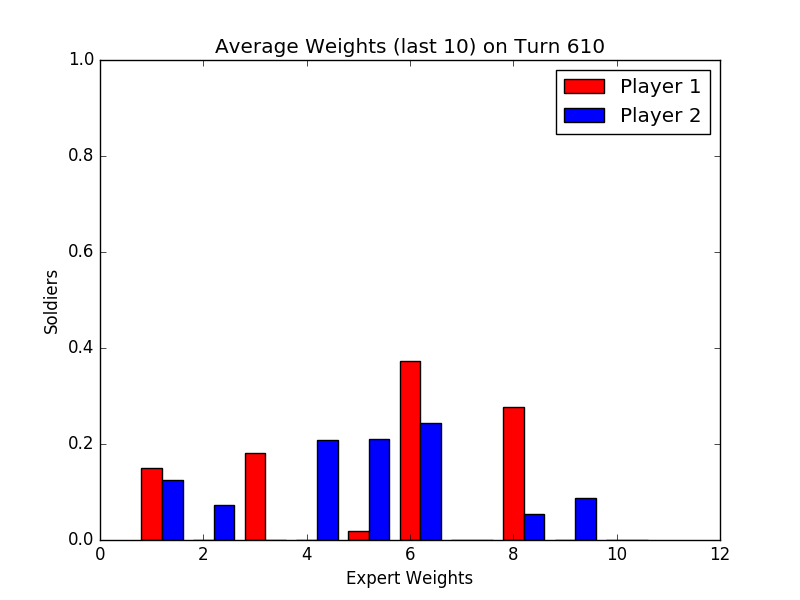 Average Weights (last 10) on Turn 610
1.0
0.8
0.6
0.4
0.2
0.0
Soldiers
Player 1
Player 2
0 2 4 6 8 10 12
Expert Weights